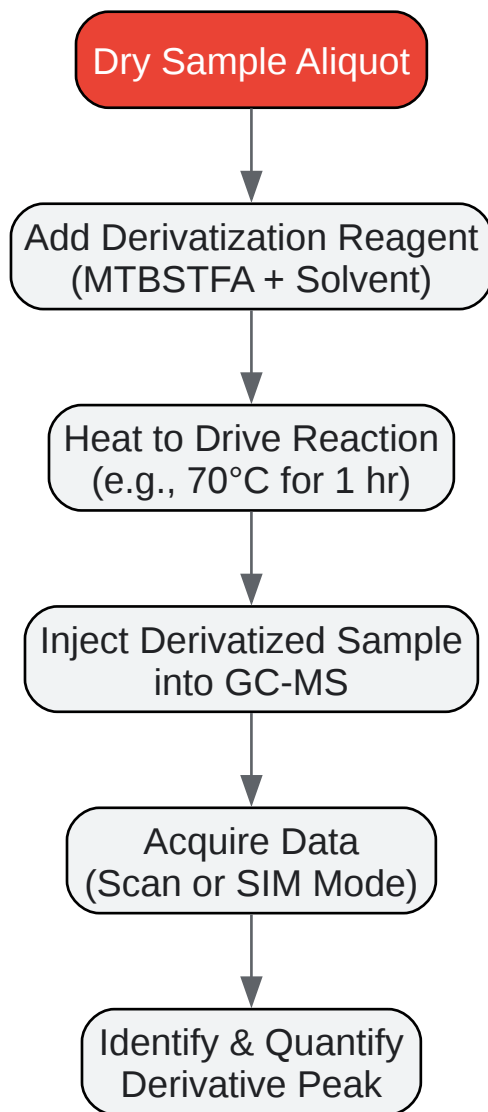 Dry Sample Aliquot
Add Derivatization Reagent
(MTBSTFA + Solvent)
Heat to Drive Reaction
(e.g., 70°C for 1 hr)
Inject Derivatized Sample
into GC-MS
Acquire Data
(Scan or SIM Mode)
Identify & Quantify
Derivative Peak